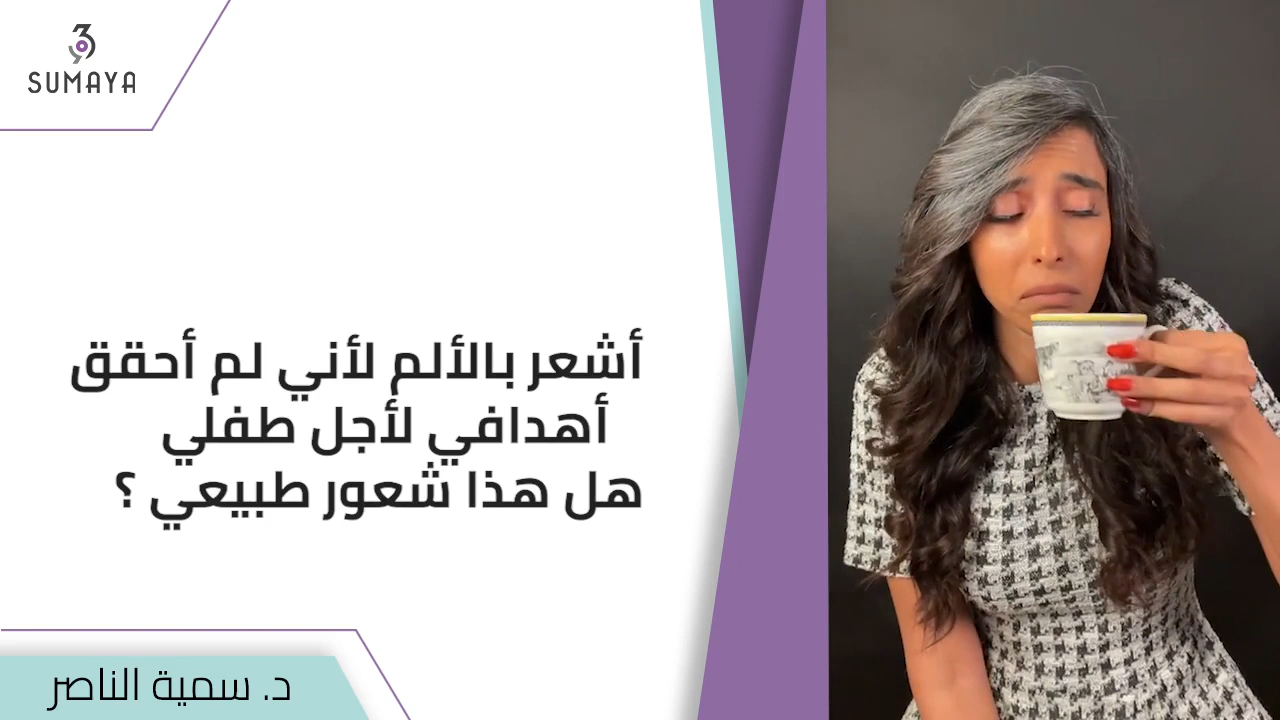 SUMAYA
أشعر بالألم لأني لم أحقق
أهدافي لأجل طفلي
هل هذا شعور طبيعي ؟
د. سمية الناصر